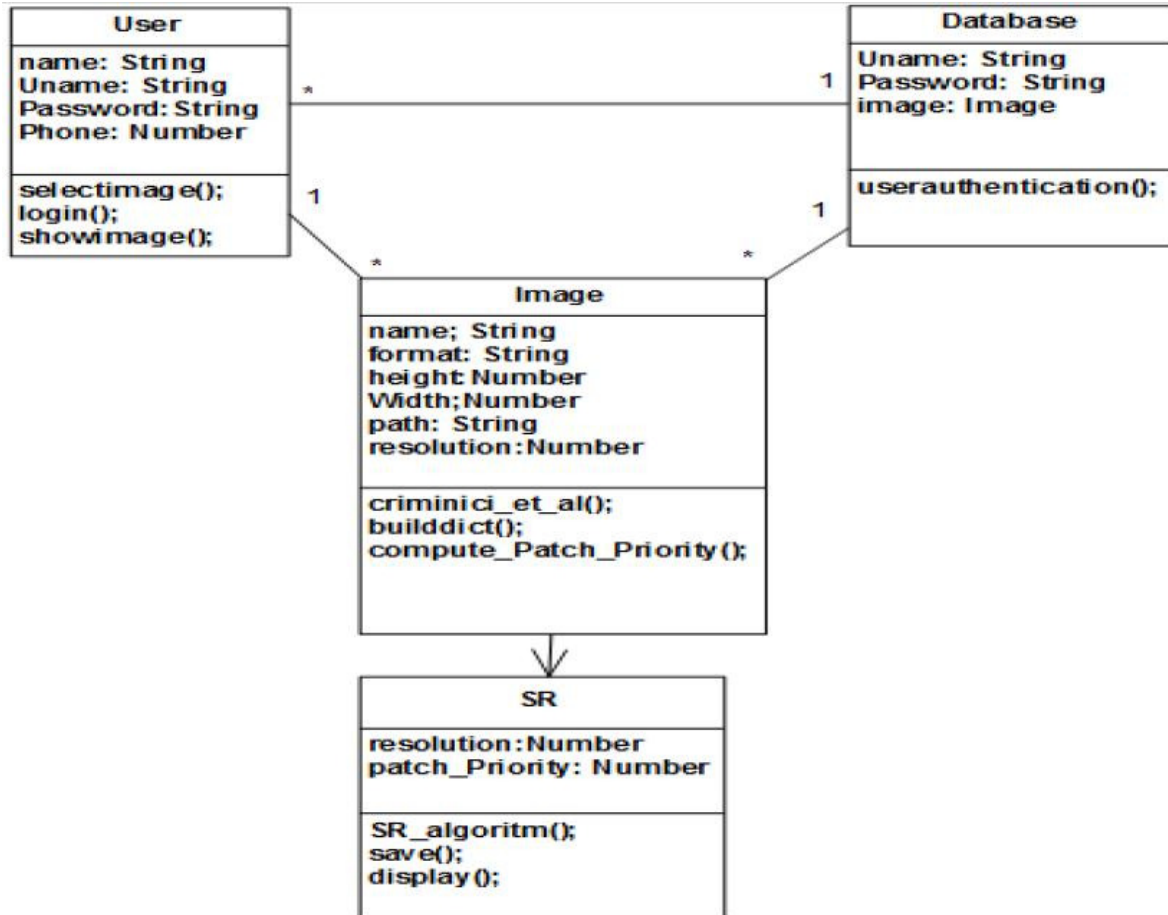 User
name: String
Uname: String
Password: String
Phone: Number
selectimage();
login();
showimage();
*
1
Database
Uname: String
Password: String
image: Image
userauthentication();
1
*
1
*
Image
name; String
format: String
height: Number
Width;Number
path: String
resolution:Number
criminici_et_al();
builddict();
compute_Patch_Priority();
SR
resolution:Number
patch_Priority: Number
SR_algoritm();
save();
display();